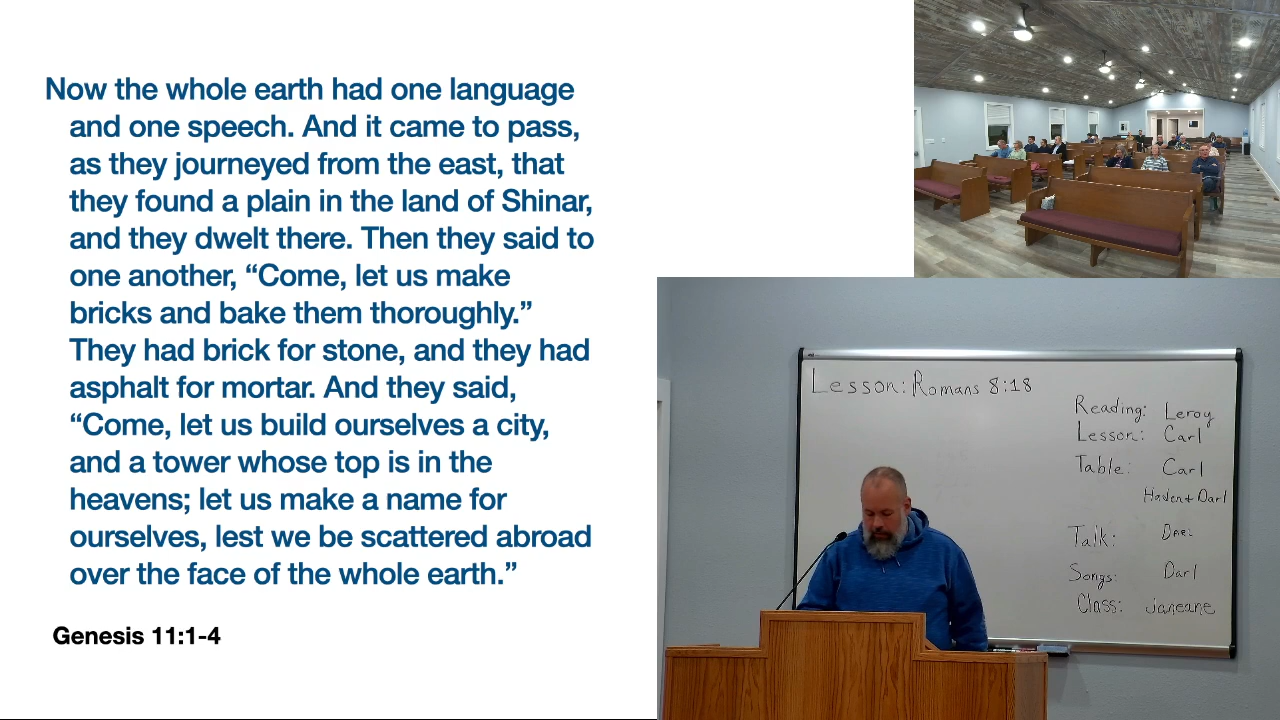 Now the whole earth had one language
and one speech. And it came to pass,
as they journeyed from the east, that
they found a plain in the land of Shinar,
and they dwelt there. Then they said to
one another, “Come, let us make
bricks and bake them thoroughly.”
They had brick for stone, and they had
asphalt for mortar. And they said,
“Come, let us build ourselves a city,
and a tower whose top is in the
heavens; let us make a name for
ourselves, lest we be scattered abroad
over the face of the whole earth.”
Genesis 11:1-4
Lesson: Romans 8:18
Reading: Leroy
Lesson: Carl
Table: Carl
Darl
Talk:
Songs: Darl
Class: Janeane